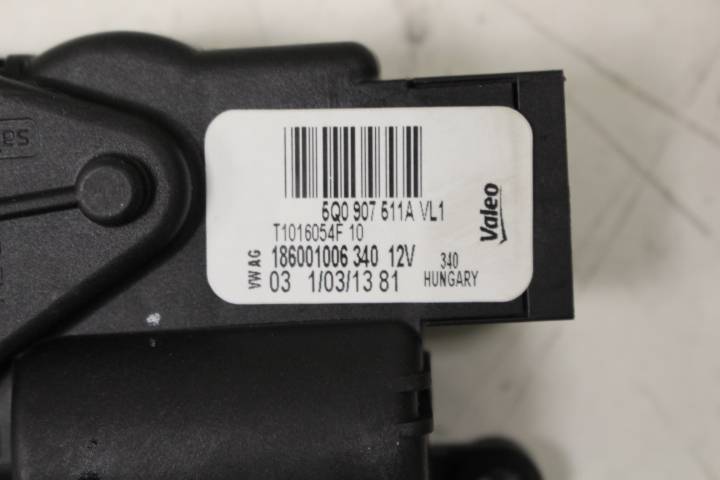 5Q0 907 511A VL1
T1016054F 10
VW AG
186001006 340 12V
340
03 1/03/13 81
HUNGARY
Valeo